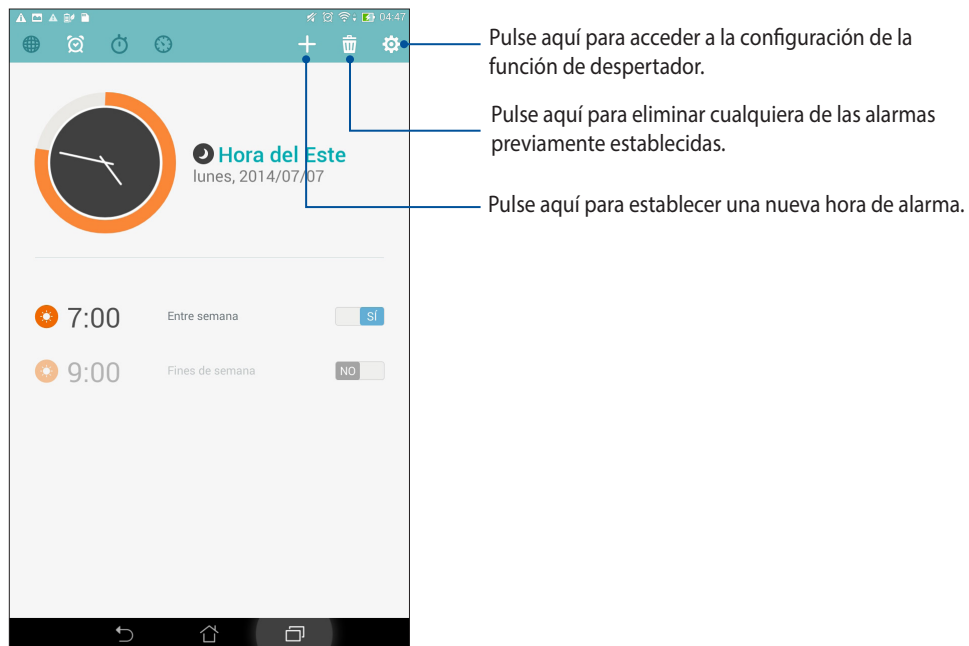 04:47
Pulse aquí para acceder a la configuración de la
función de despertador.
Pulse aquí para eliminar cualquiera de las alarmas
previamente establecidas.
Pulse aquí para establecer una nueva hora de alarma.
Hora del Este
lunes, 2014/07/07
7:00 Entre semana SÍ
9:00 Fines de semana NO